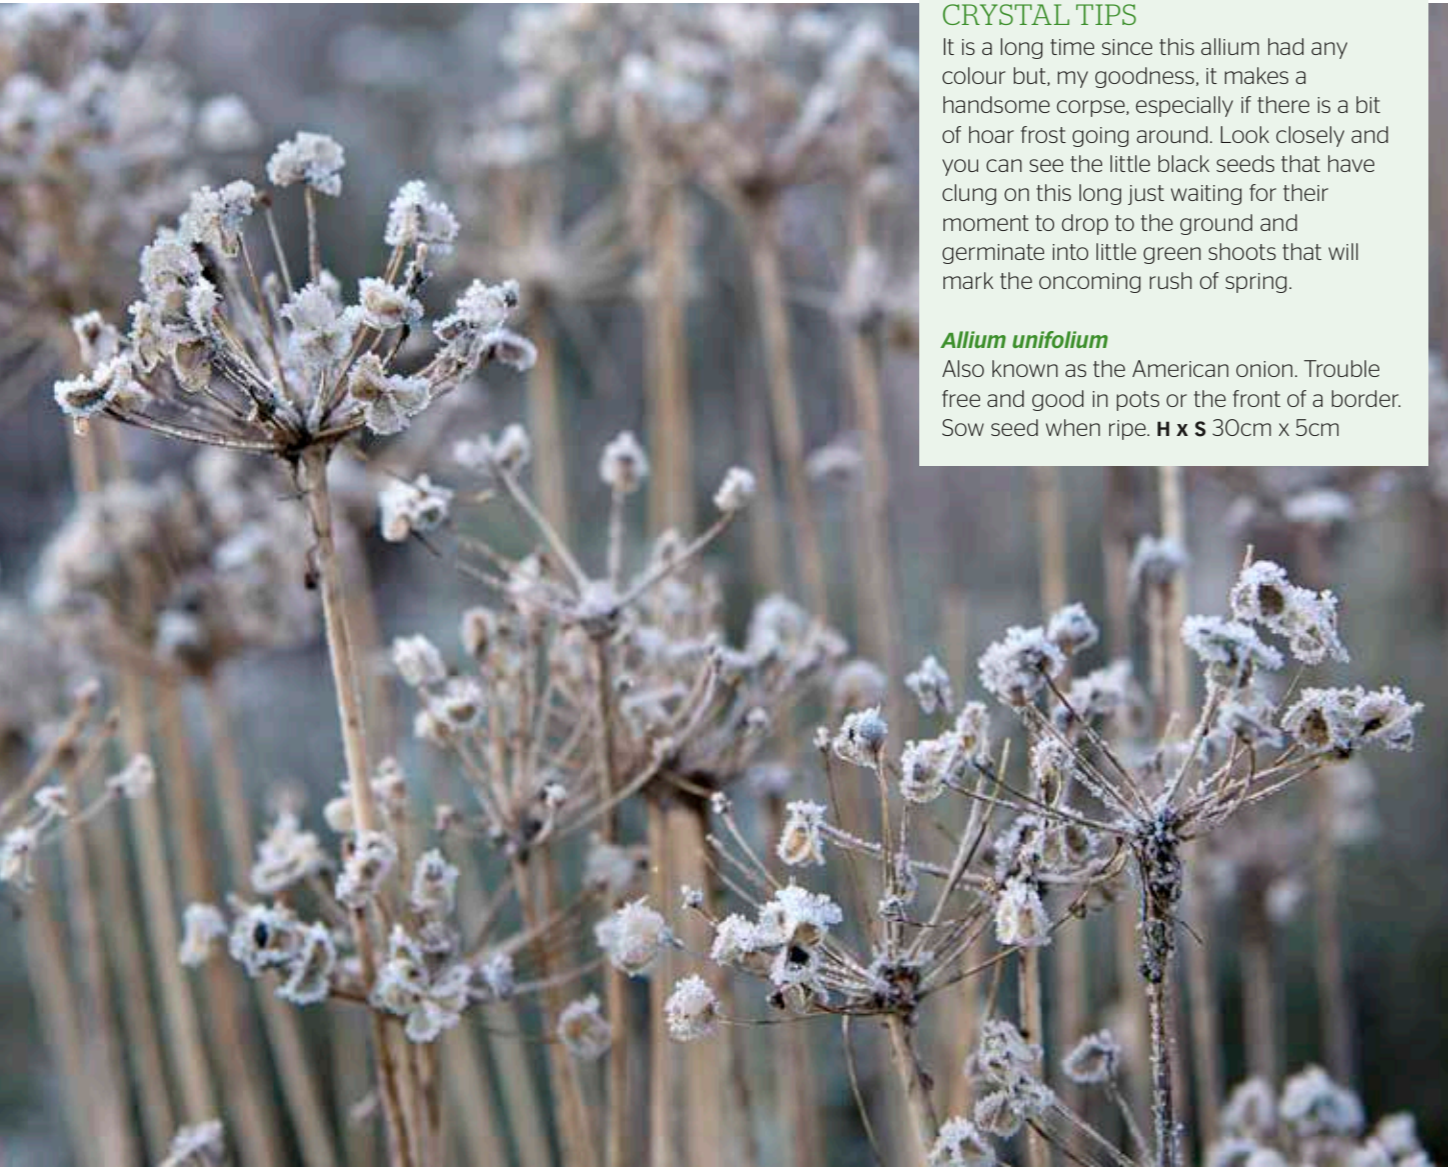 CRYSTAL TIPS
It is a long time since this allium had any
colour but, my goodness, it makes a
handsome corpse, especially if there is a bit
of hoar frost going around. Look closely and
you can see the little black seeds that have
clung on this long just waiting for their
moment to drop to the ground and
germinate into little green shoots that will
mark the oncoming rush of spring.
Allium unifolium
Also known as the American onion. Trouble
free and good in pots or the front of a border.
Sow seed when ripe. H x S 30cm x 5cm